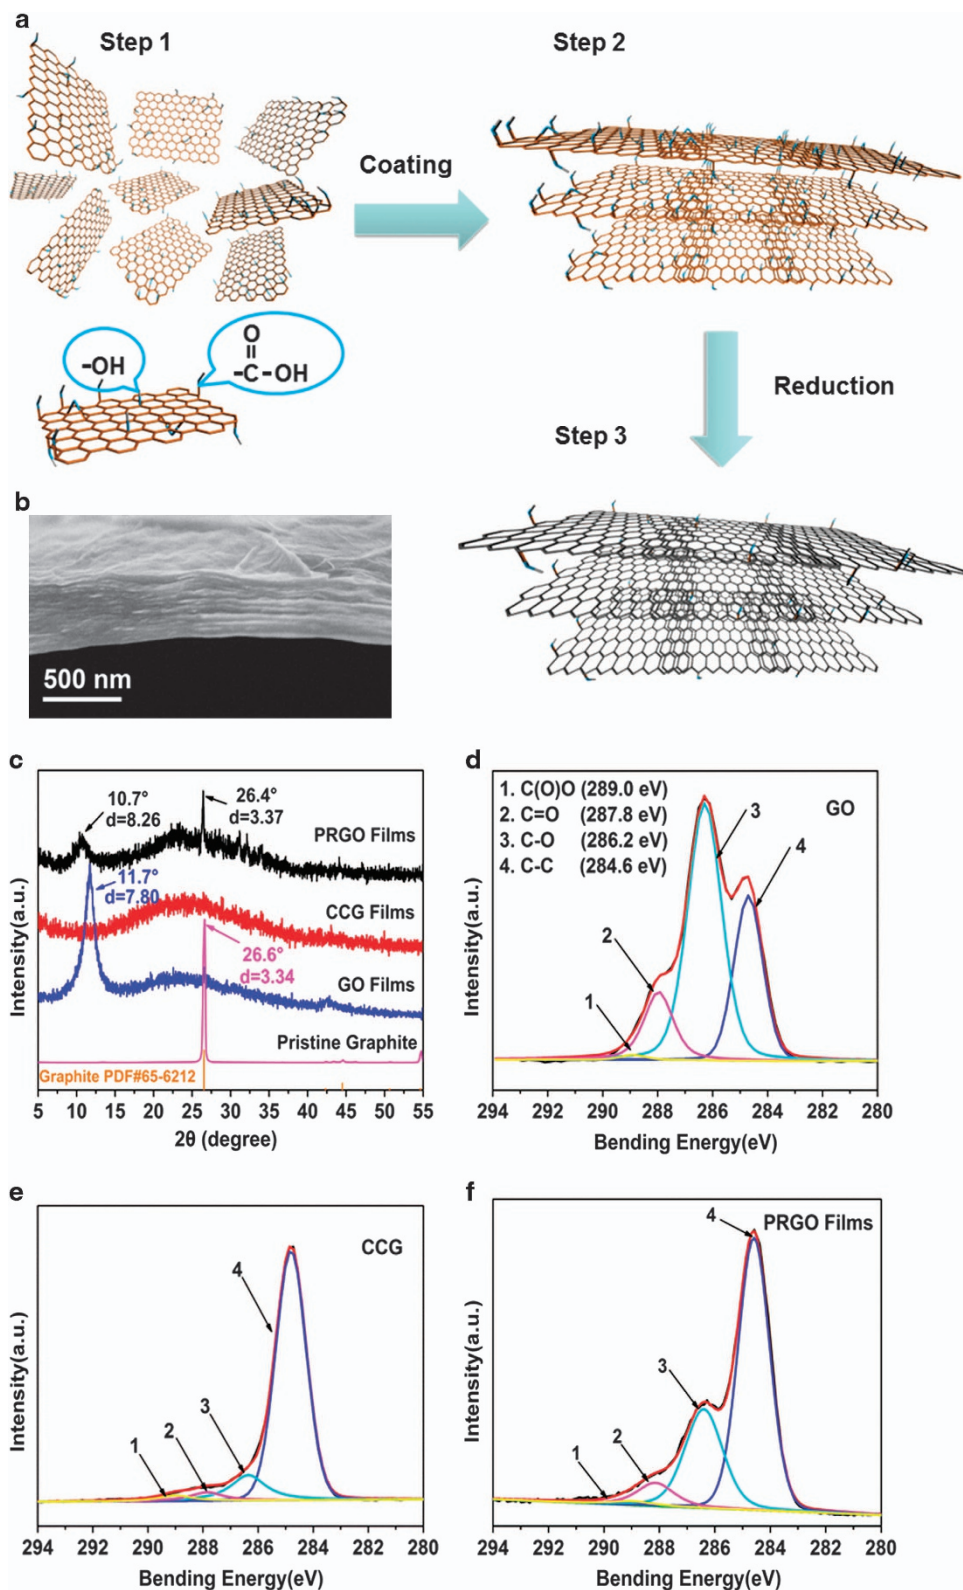 a
Step 1
Step 2
Coating
O
-OH
-C-OH
Reduction
Step 3
b
500 nm
c
10.7°
d=8.26
26.4°
d=3.37
PRGO Films
11.7°
d=7.80
CCG Films
26.6°
d=3.34
GO Films
Pristine Graphite
Graphite PDF#65-6212
Intensity(a.u.)
5 10 15 20 25 30 35 40 45 50 55
2θ (degree)
d
1. C(O)O (289.0 eV)
2. C=O (287.8 eV)
3. C-O (286.2 eV)
4. C-C (284.6 eV)
GO
3
4
2
1
Intensity(a.u.)
294 292 290 288 286 284 282 280
Bending Energy(eV)
e
CCG
4
3
2
1
Intensity(a.u.)
294 292 290 288 286 284 282 280
Bending Energy(eV)
f
PRGO Films
4
3
2
1
Intensity(a.u.)
294 292 290 288 286 284 282 280
Bending Energy(eV)